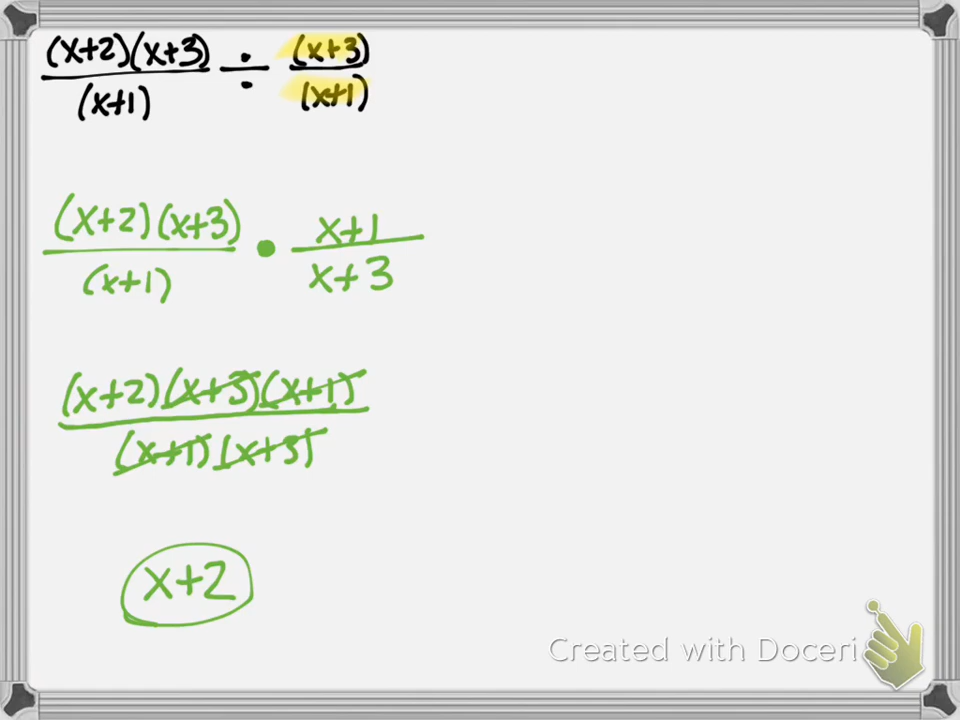 (x+2)(x+3) ÷ (x+3)
(x+1) (x+1)
(x+2)(x+3) • x+1
(x+1) x+3
(x+2)(x+3)(x+1)
(x+1)(x+3)
x+2
Created with Doceri